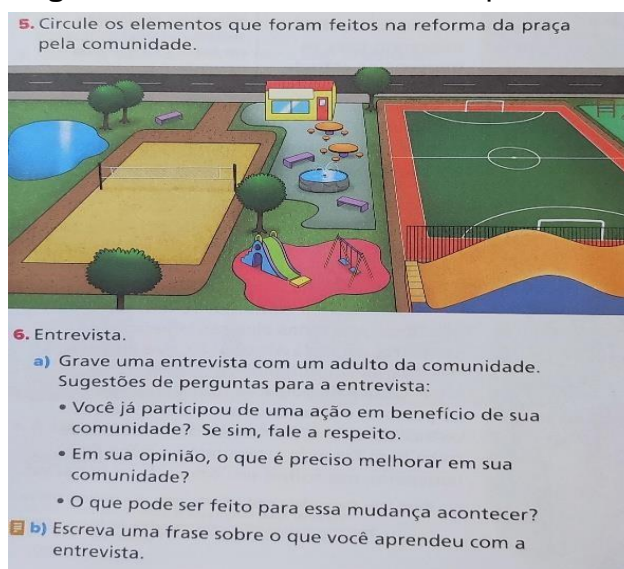 5. Circule os elementos que foram feitos na reforma da praça
pela comunidade.
6. Entrevista.
a) Grave uma entrevista com um adulto da comunidade.
Sugestões de perguntas para a entrevista:
• Você já participou de uma ação em benefício de sua
comunidade? Se sim, fale a respeito.
• Em sua opinião, o que é preciso melhorar em sua
comunidade?
• O que pode ser feito para essa mudança acontecer?
b) Escreva uma frase sobre o que você aprendeu com a
entrevista.